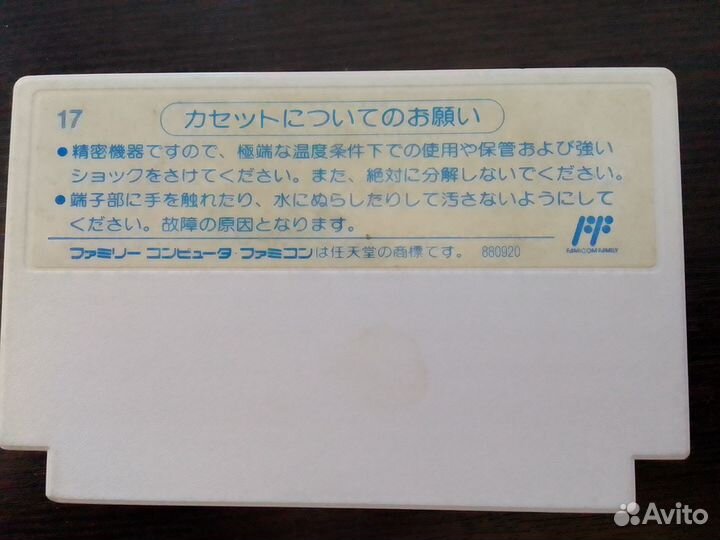 17
カセットについてのお願い
●精密機器ですので、極端な温度条件下での使用や保管および強い
ショックをさけてください。また、絶対に分解しないでください。
●端子部に手を触れたり、水にぬらしたりして汚さないようにして
ください。故障の原因となります。
FAMICOM FAMILY
ファミリー コンピュータ・ファミコンは任天堂の商標です。 880920
Avito